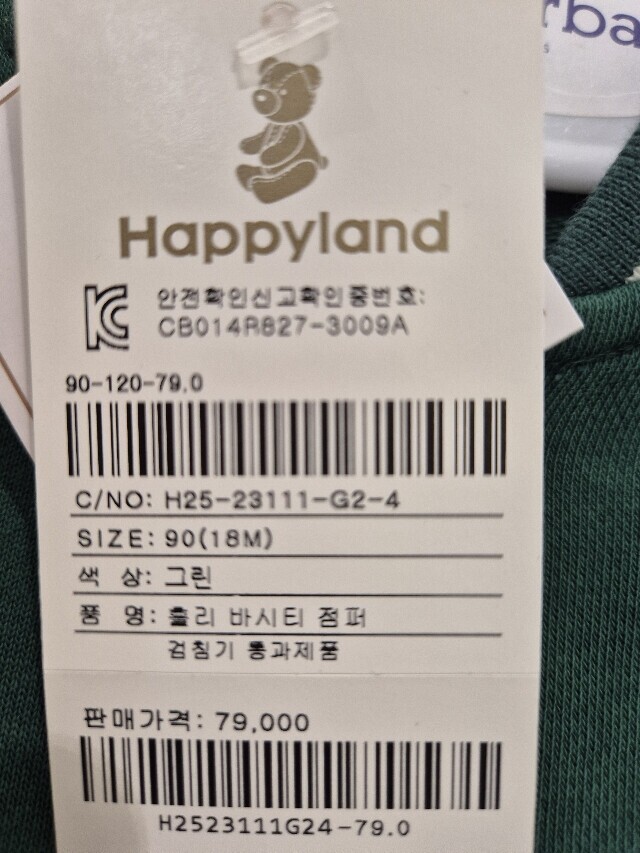 Happyland
안전확인신고확인증번호:
CB014R827-3009A
90-120-79.0
C/NO: H25-23111-G2-4
SIZE: 90(18M)
색 상: 그린
품 명: 훌리 바시티 점퍼
검침기 통과제품
판매가격: 79,000
H2523111G24-79.0